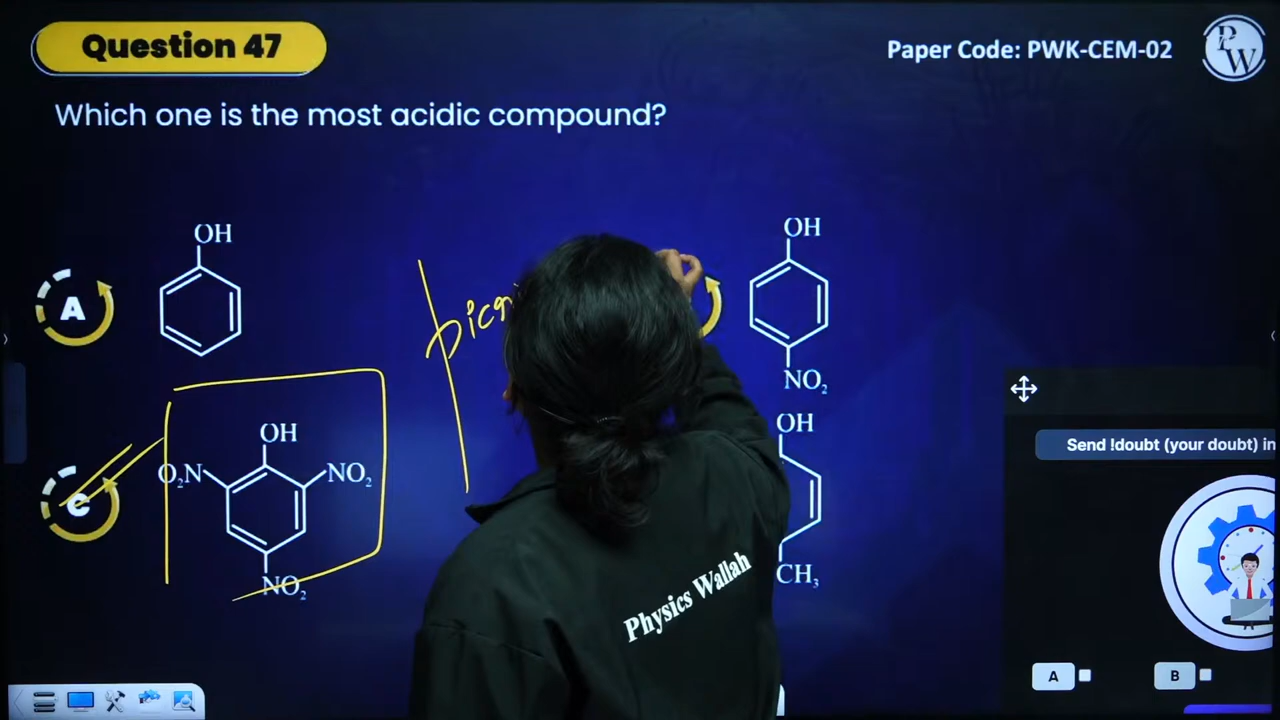 Question 47
Paper Code: PWK-CEM-02
PW
Which one is the most acidic compound?
A
OH
OH
NO₂
C
OH
O₂N
NO₂
NO₂
OH
CH₃
Physics Wallah
Send !doubt (your doubt) in
A
B